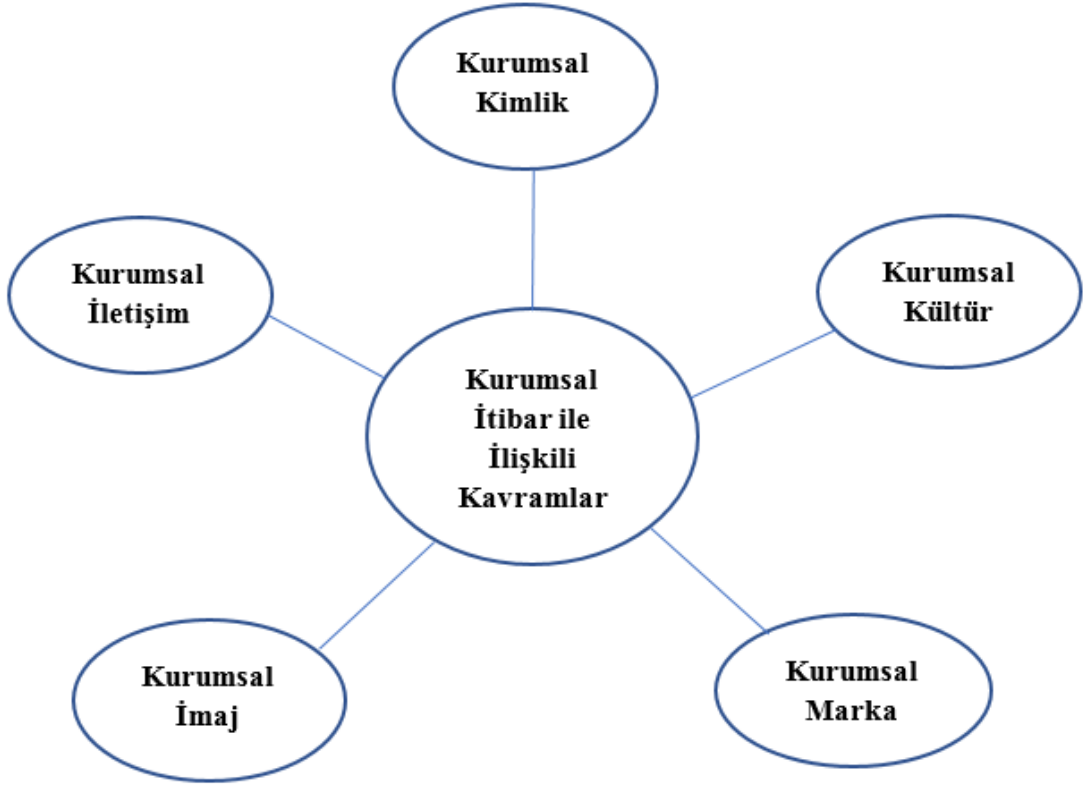 Kurumsal
Kimlik
Kurumsal
İletişim
Kurumsal
Kültür
Kurumsal
İtibar ile
İlişkili
Kavramlar
Kurumsal
İmaj
Kurumsal
Marka